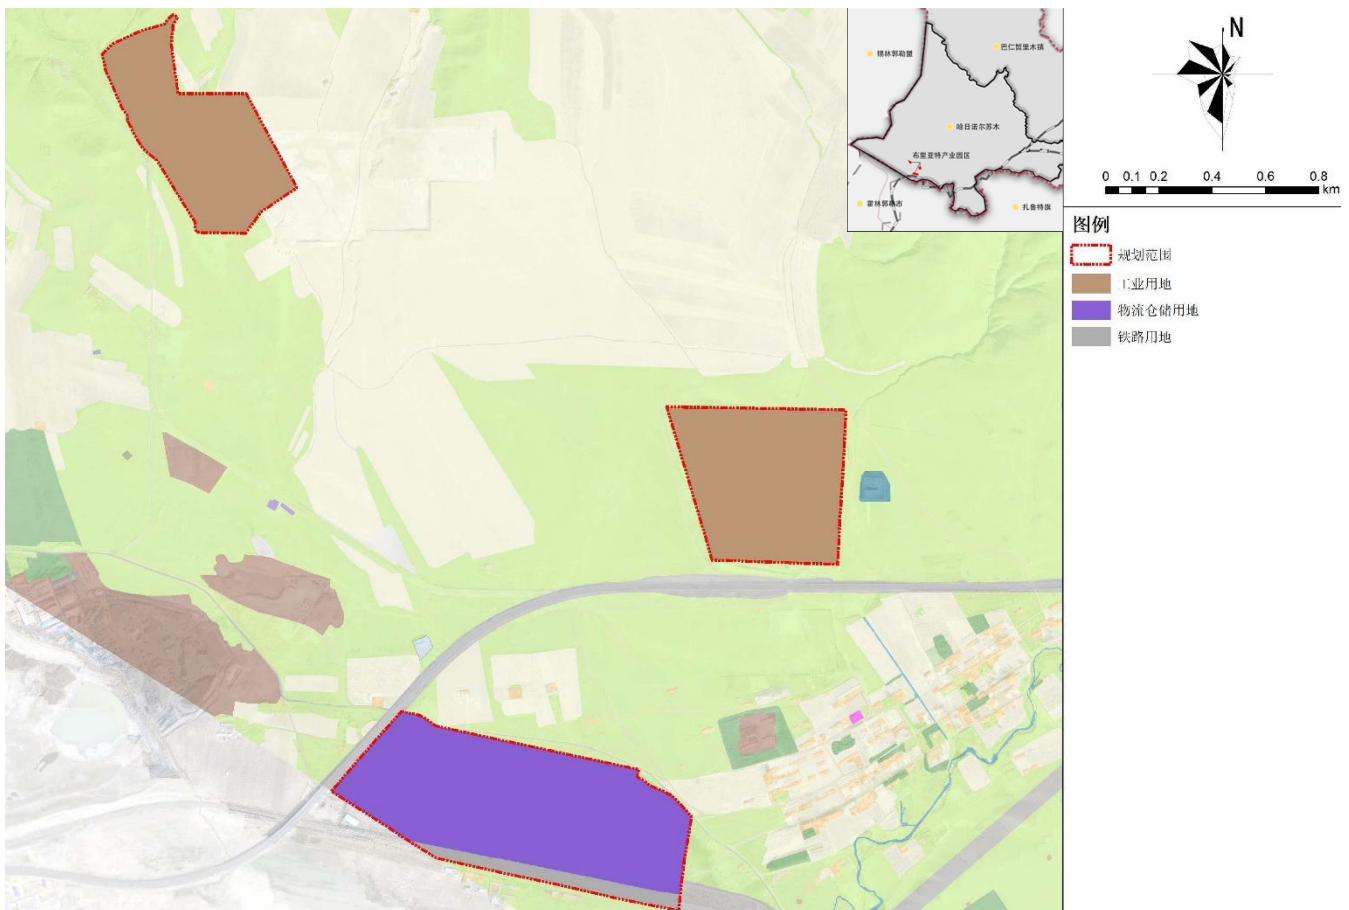 锡林郭勒盟
巴仁哲里木镇
哈日诺尔苏木
布里亚特产业园区
霍林郭勒市
扎鲁特旗
N
0 0.1 0.2 0.4 0.6 0.8
km
图例
规划范围
工业用地
物流仓储用地
铁路用地